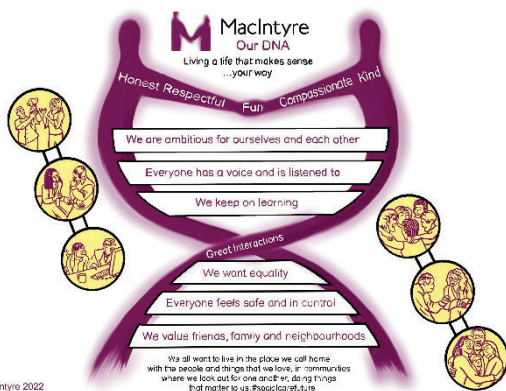 MacIntyre
Our DNA
Living a life that makes sense
...your way
Honest Respectful Fun Compassionate Kind
We are ambitious for ourselves and each other
Everyone has a voice and is listened to
We keep on learning
Great Interactions
We want equality
Everyone feels safe and in control
We value friends, family and neighbourhoods
We all want to live in the place we call home
with the people and things that we love, in communities
where we look out for one another, doing things
that matter to us. #socialcarefuture
ntyre 2022